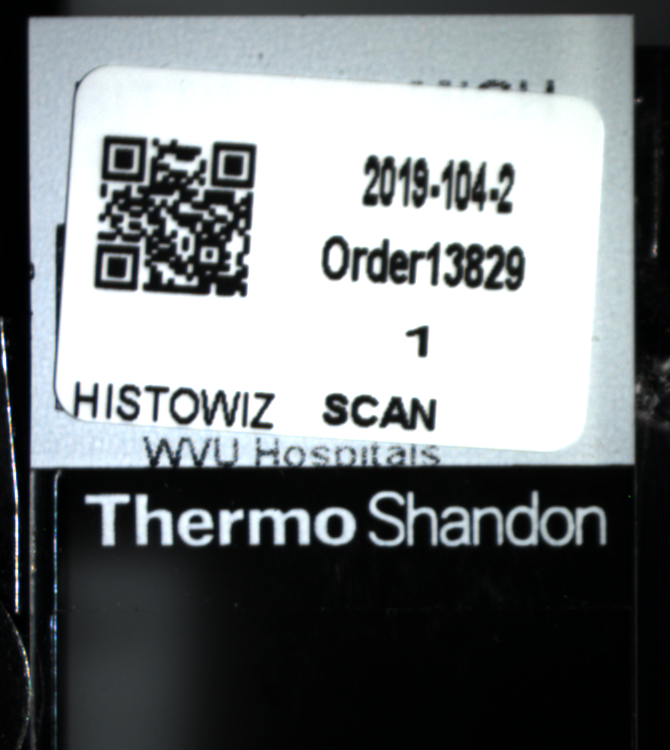 2019-104-2
Order13829
1
HISTOWIZ SCAN
WVU Hospitals
Thermo Shandon